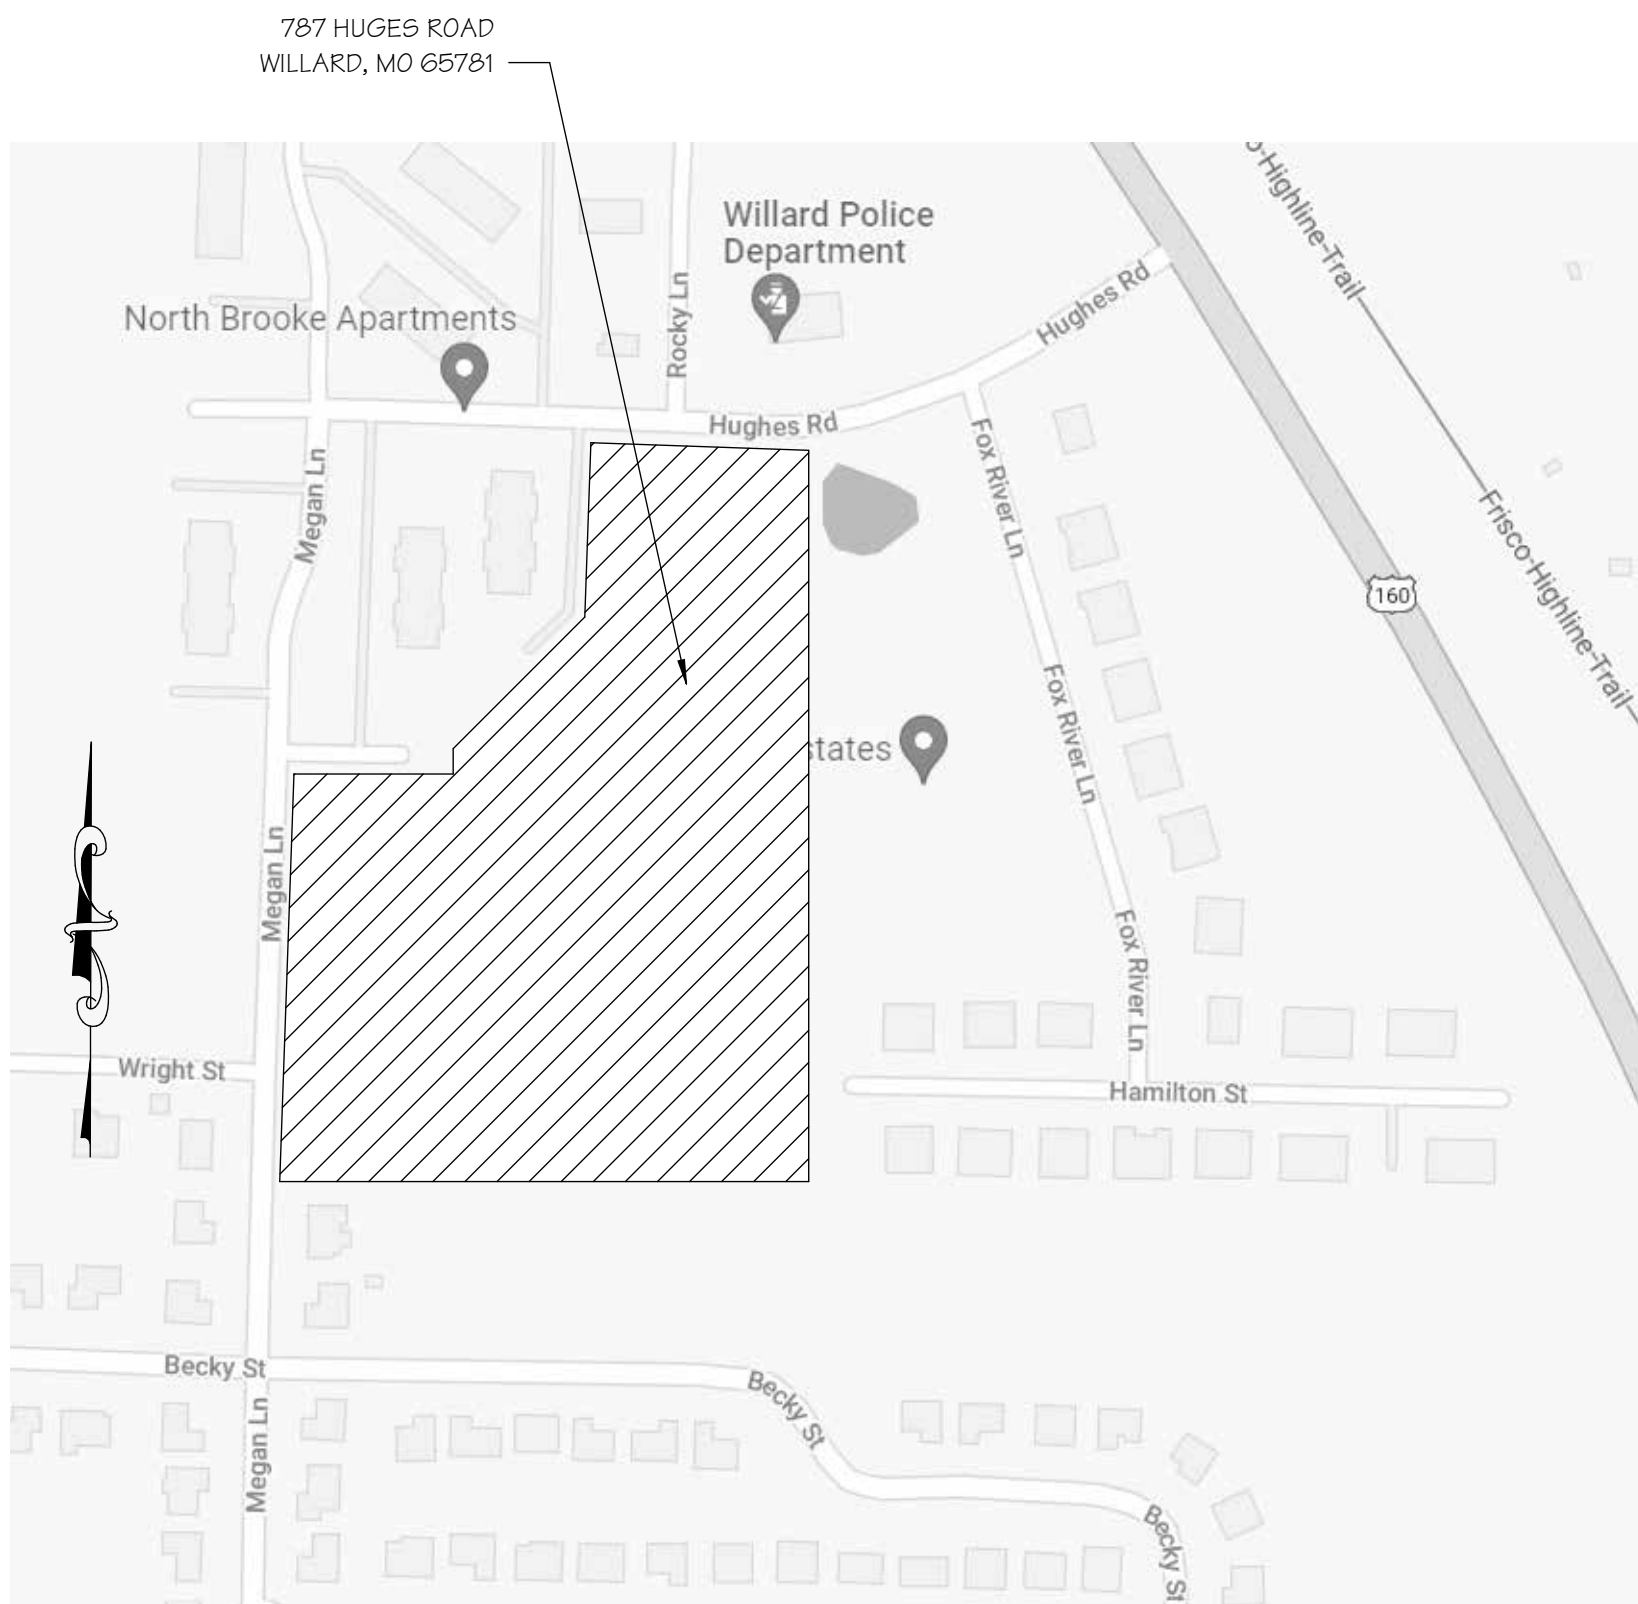 787 HUGES ROAD
WILLARD, MO 65781
o-Highline-Trail
Willard Police
Department
Hughes Rd
Rocky Ln
North Brooke Apartments
Hughes Rd
Fox River Ln
Megan Ln
Frisco-Highline-Trail
160
Fox River Ln
states
Megan Ln
Fox River Ln
Wright St
Hamilton St
Becky St
Becky St
Megan Ln
Becky St